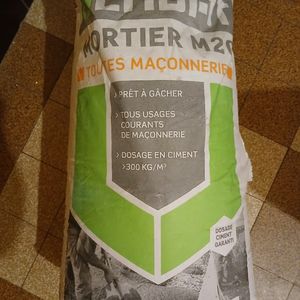 MORTIER M20
TOUTES MAÇONNERIES
PRÊT À GÂCHER
TOUS USAGES
COURANTS
DE MAÇONNERIE
DOSAGE EN CIMENT
>300 KG/M³
DOSAGE
CIMENT
GARANTI